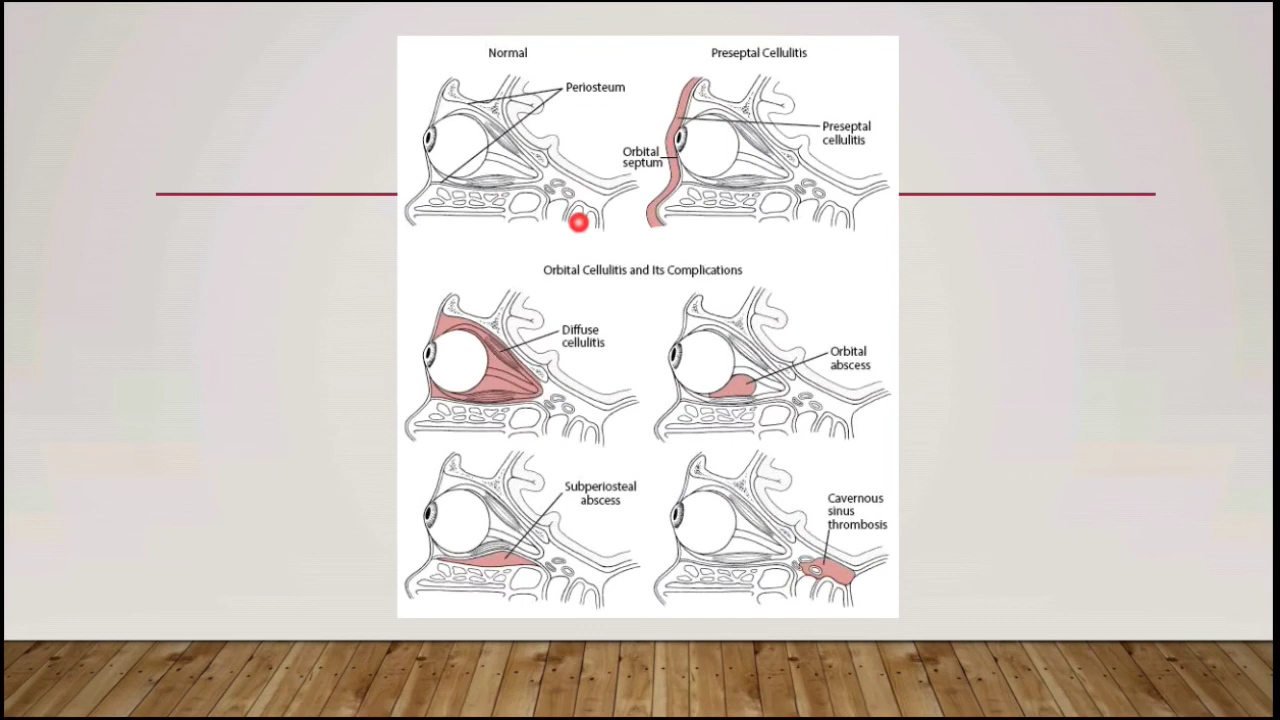 Normal
Preseptal Cellulitis
Periosteum
Preseptal
cellulitis
Orbital
septum
Orbital Cellulitis and Its Complications
Diffuse
cellulitis
Orbital
abscess
Subperiosteal
abscess
Cavernous
sinus
thrombosis